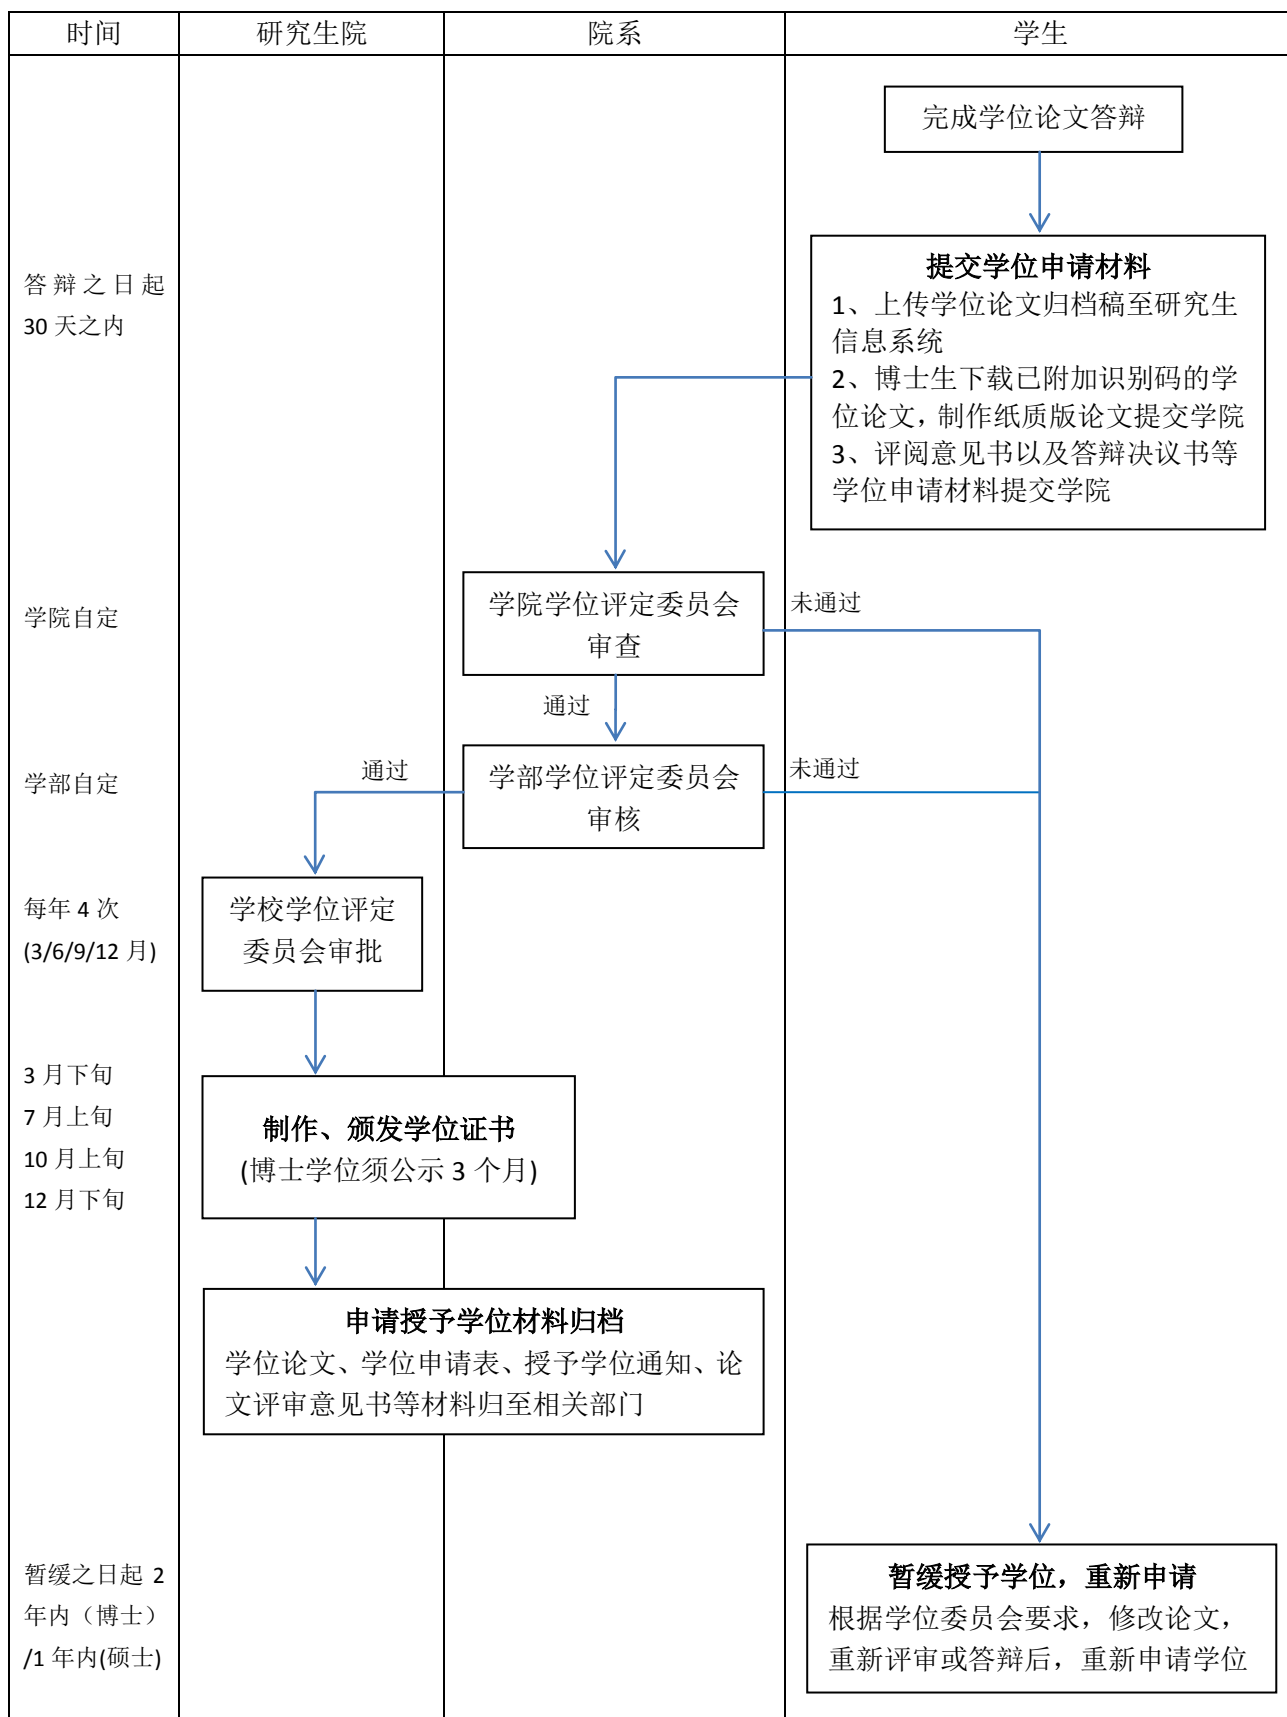 时间
研究生院
院系
学生
完成学位论文答辩
答辩之日起
30 天之内
提交学位申请材料
1、上传学位论文归档稿至研究生
信息系统
2、博士生下载已附加识别码的学
位论文，制作纸质版论文提交学院
3、评阅意见书以及答辩决议书等
学位申请材料提交学院
学院自定
学院学位评定委员会
审查
未通过
通过
学部自定
通过
学部学位评定委员会
审核
未通过
每年 4 次
(3/6/9/12 月)
学校学位评定
委员会审批
3 月下旬
7 月上旬
10 月上旬
12 月下旬
制作、颁发学位证书
(博士学位须公示 3 个月)
申请授予学位材料归档
学位论文、学位申请表、授予学位通知、论
文评审意见书等材料归至相关部门
暂缓之日起 2
年内（博士）
/1 年内(硕士)
暂缓授予学位，重新申请
根据学位委员会要求，修改论文，
重新评审或答辩后，重新申请学位